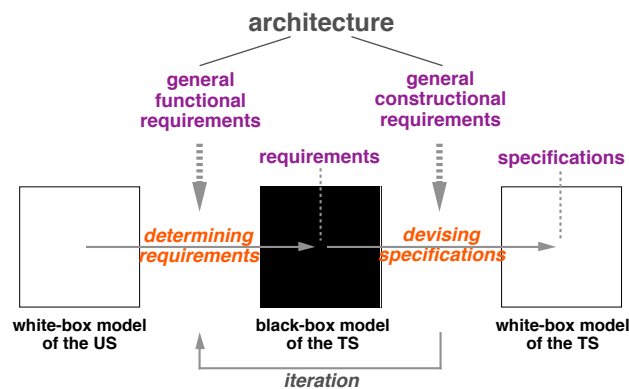 architecture
general
functional
requirements
general
constructional
requirements
requirements
specifications
determining
requirements
devising
specifications
white-box model
of the US
black-box model
of the TS
white-box model
of the TS
iteration